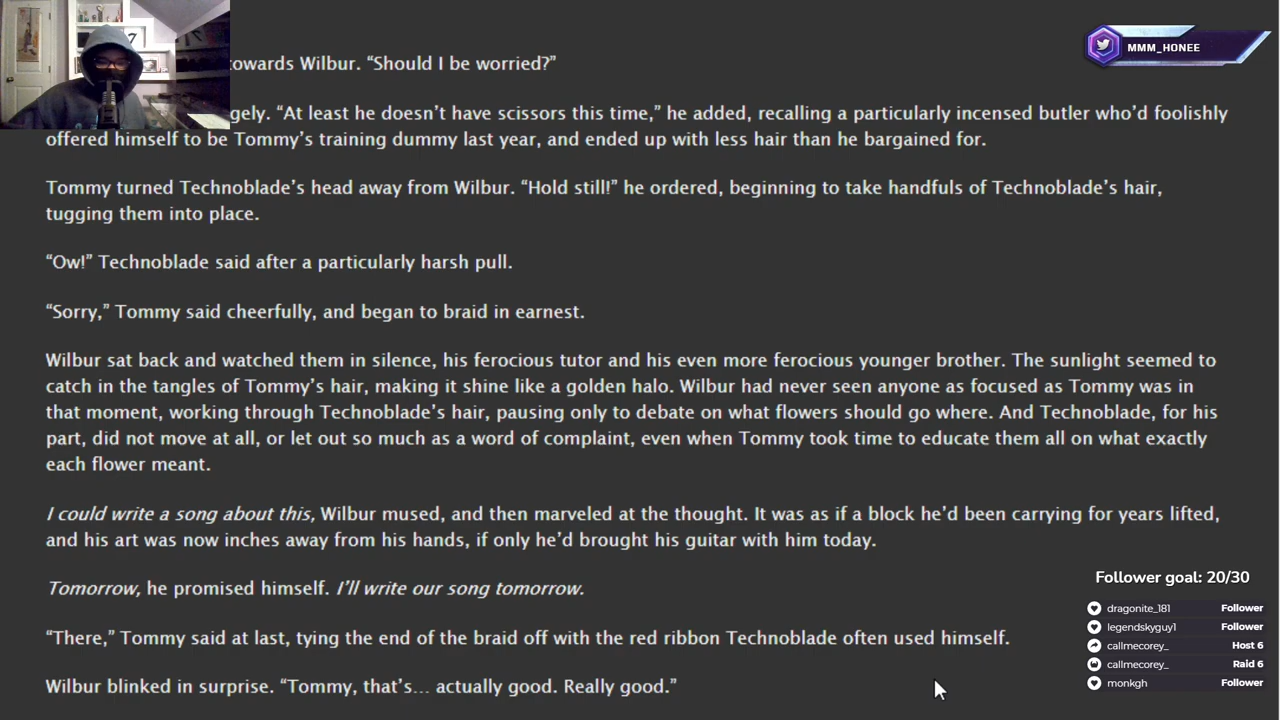 towards Wilbur. “Should I be worried?”
gely. “At least he doesn’t have scissors this time,” he added, recalling a particularly incensed butler who’d foolishly
offered himself to be Tommy’s training dummy last year, and ended up with less hair than he bargained for.
Tommy turned Technoblade’s head away from Wilbur. “Hold still!” he ordered, beginning to take handfuls of Technoblade’s hair,
tugging them into place.
“Ow!” Technoblade said after a particularly harsh pull.
“Sorry,” Tommy said cheerfully, and began to braid in earnest.
Wilbur sat back and watched them in silence, his ferocious tutor and his even more ferocious younger brother. The sunlight seemed to
catch in the tangles of Tommy’s hair, making it shine like a golden halo. Wilbur had never seen anyone as focused as Tommy was in
that moment, working through Technoblade’s hair, pausing only to debate on what flowers should go where. And Technoblade, for his
part, did not move at all, or let out so much as a word of complaint, even when Tommy took time to educate them all on what exactly
each flower meant.
I could write a song about this, Wilbur mused, and then marveled at the thought. It was as if a block he’d been carrying for years lifted,
and his art was now inches away from his hands, if only he’d brought his guitar with him today.
Tomorrow, he promised himself. I’ll write our song tomorrow.
“There,” Tommy said at last, tying the end of the braid off with the red ribbon Technoblade often used himself.
Wilbur blinked in surprise. “Tommy, that’s… actually good. Really good.”
MMM_HONEE
Follower goal: 20/30
dragonite_181 Follower
legendskyguy1 Follower
callmecorey_ Host 6
callmecorey_ Raid 6
monkgh Follower
7